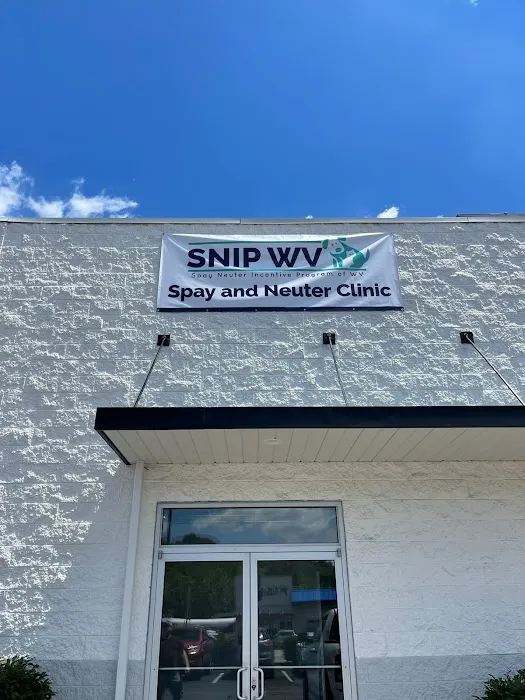 SNIP WV
Spay Neuter Incentive Program of WV
Spay and Neuter Clinic